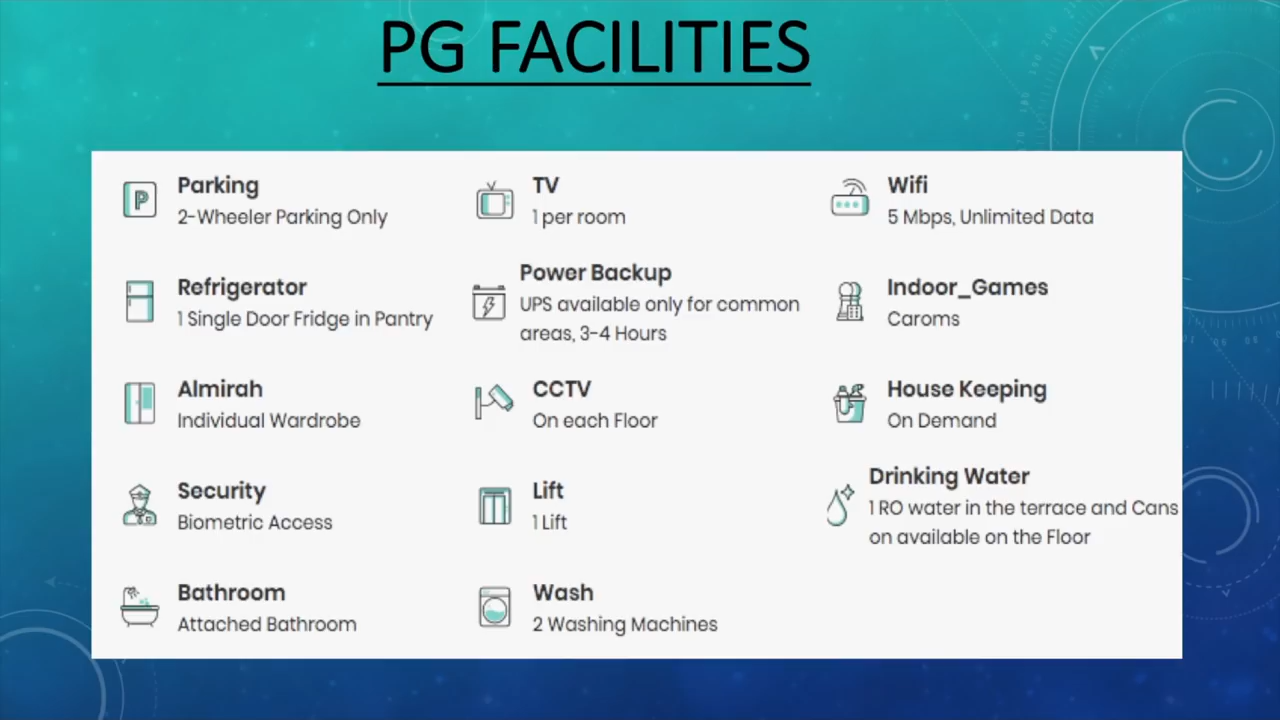 PG FACILITIES
Parking
2-Wheeler Parking Only
TV
1 per room
Wifi
5 Mbps, Unlimited Data
Refrigerator
1 Single Door Fridge in Pantry
Power Backup
UPS available only for common
areas, 3-4 Hours
Indoor_Games
Caroms
Almirah
Individual Wardrobe
CCTV
On each Floor
House Keeping
On Demand
Security
Biometric Access
Lift
1 Lift
Drinking Water
1 RO water in the terrace and Cans
on available on the Floor
Bathroom
Attached Bathroom
Wash
2 Washing Machines